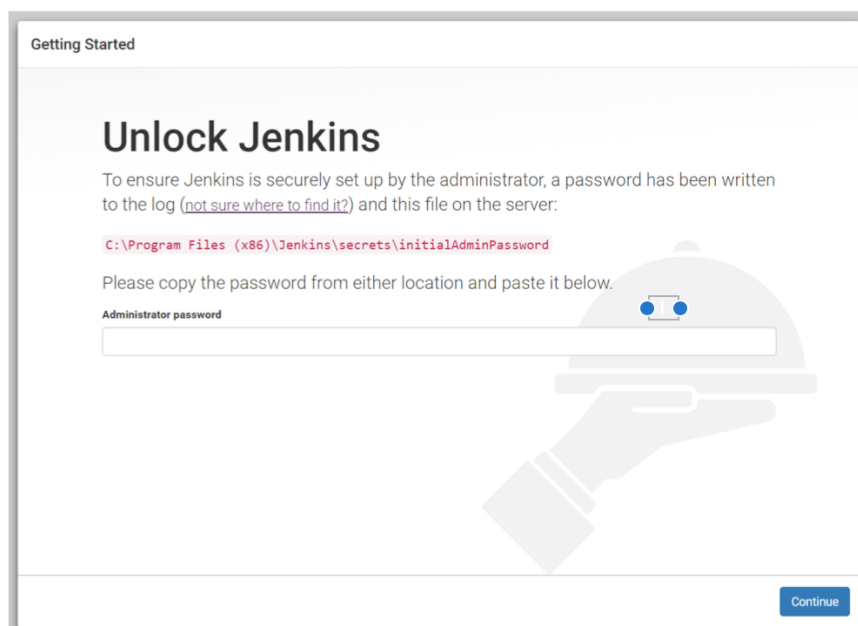 Getting Started
Unlock Jenkins
To ensure Jenkins is securely set up by the administrator, a password has been written
to the log (not sure where to find it?) and this file on the server:
C:\Program Files (x86)\Jenkins\secrets\initialAdminPassword
Please copy the password from either location and paste it below.
Administrator password
Continue